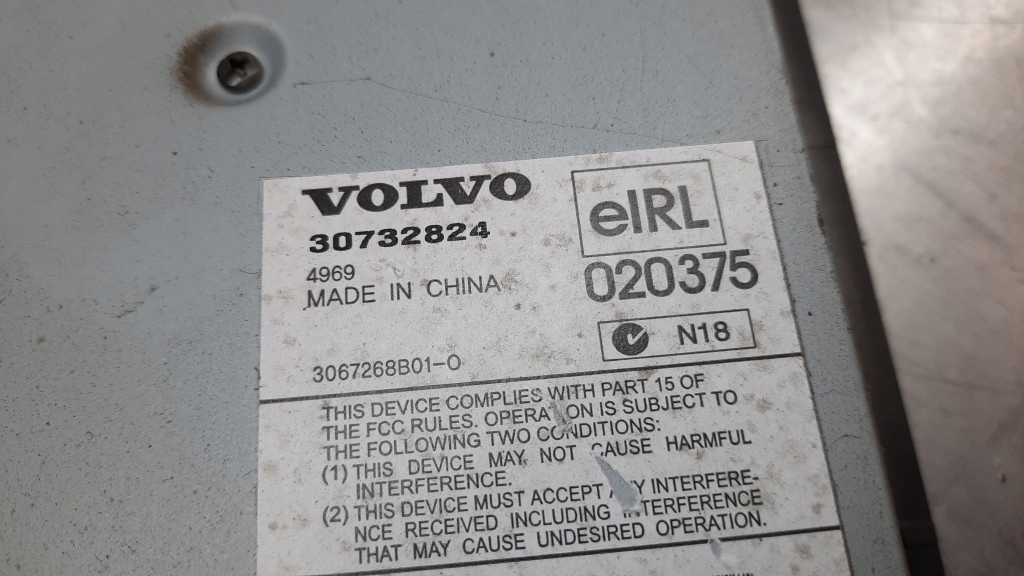 VOLVO
30732824
4969
MADE IN CHINA
eIRL
020375
N18
3067268B01-O
THIS DEVICE COMPLIES WITH PART 15 OF
THE FCC RULES. OPERATION IS SUBJECT TO
THE FOLLOWING TWO CONDITIONS:
(1) THIS DEVICE MAY NOT CAUSE HARMFUL
INTERFERENCE.
(2) THIS DEVICE MUST ACCEPT ANY INTERFERE-
NCE RECEIVED INCLUDING INTERFERENCE
THAT MAY CAUSE UNDESIRED OPERATION.